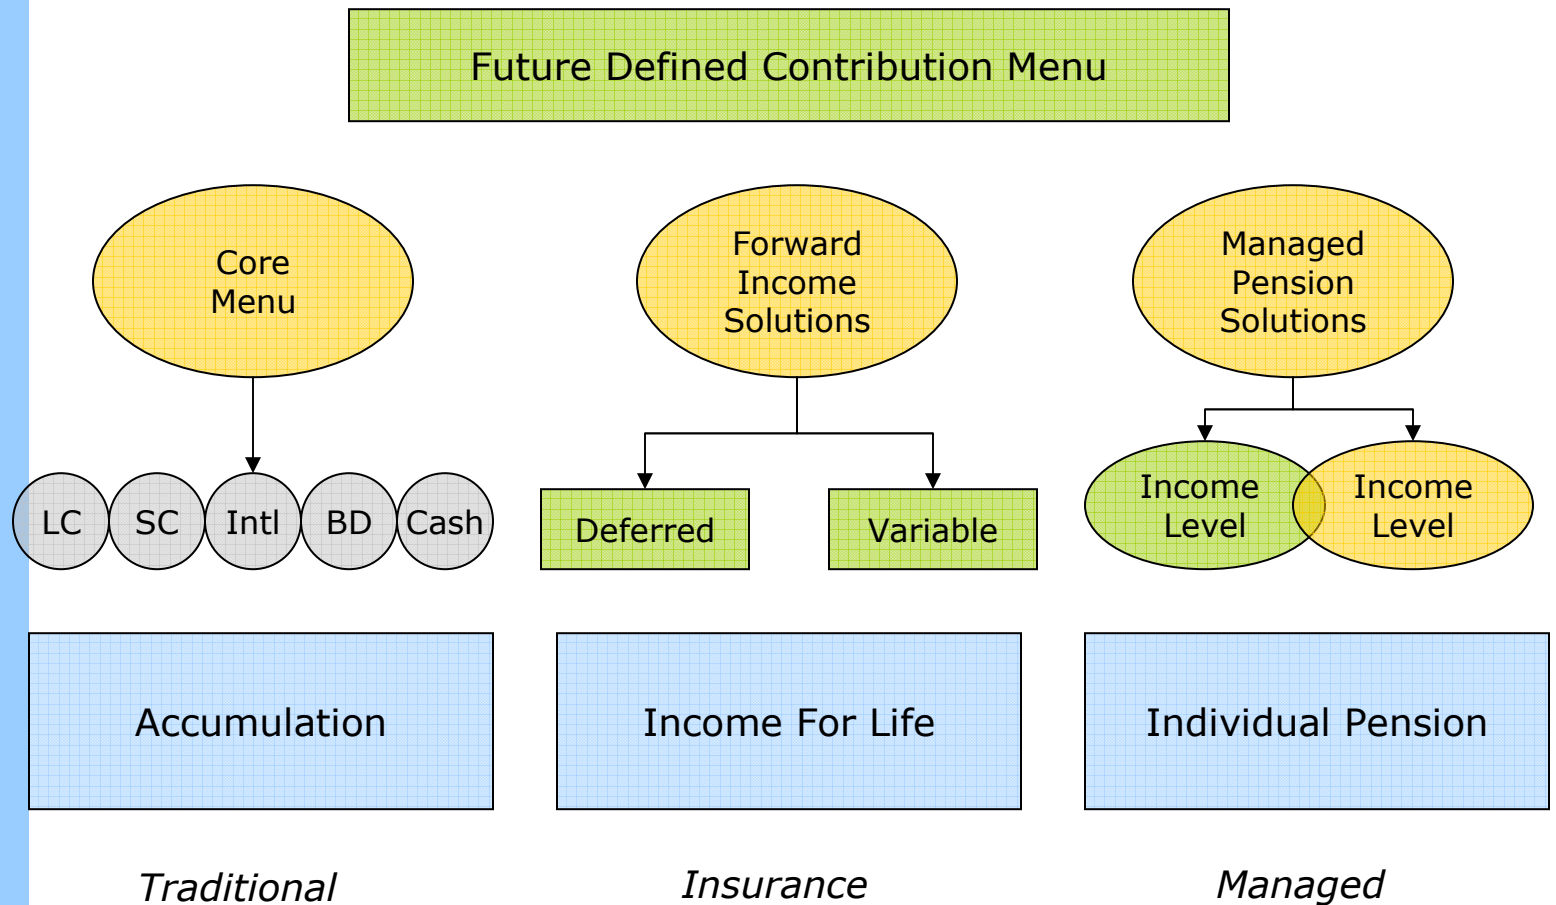 Future Defined Contribution Menu
Core
Menu
Forward
Income
Solutions
Managed
Pension
Solutions
LC
SC
Intl
BD
Cash
Deferred
Variable
Income
Level
Income
Level
Accumulation
Income For Life
Individual Pension
Traditional
Insurance
Managed